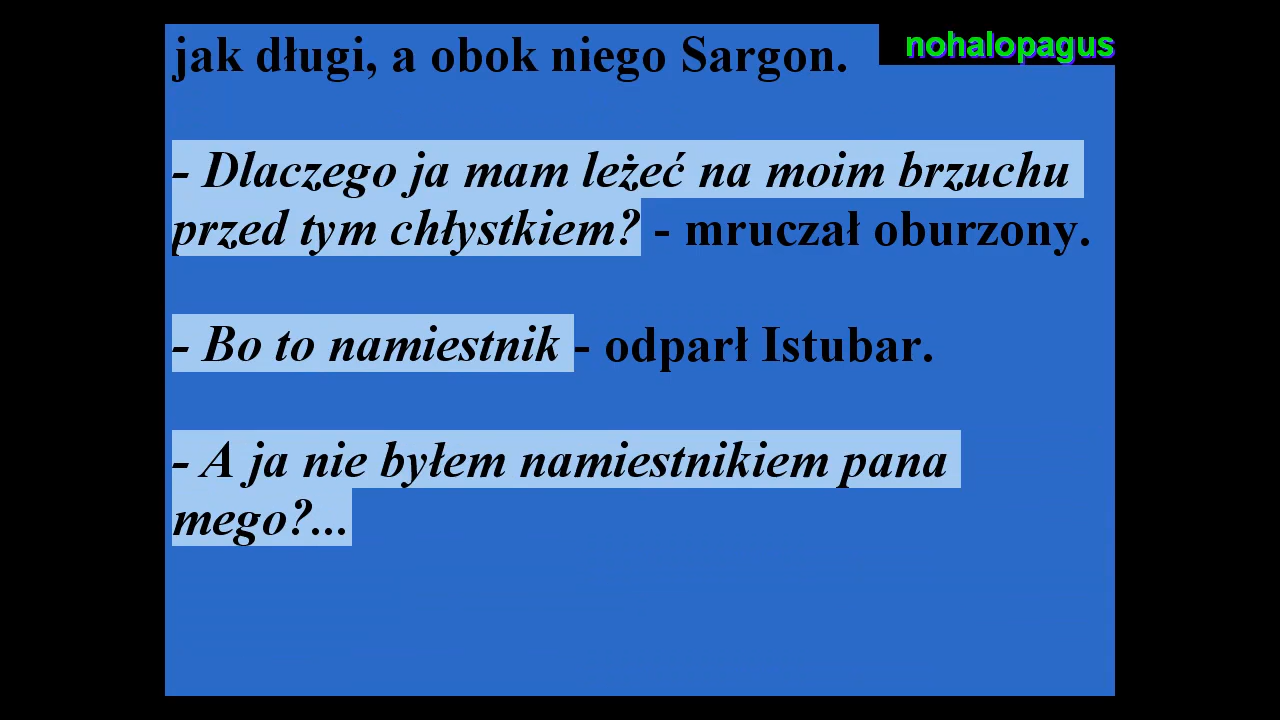 nohalopagus
jak długi, a obok niego Sargon.
- Dlaczego ja mam leżeć na moim brzuchu
przed tym chłystkiem? - mruczał oburzony.
- Bo to namiestnik - odparł Istubar.
- A ja nie byłem namiestnikiem pana
mego?...